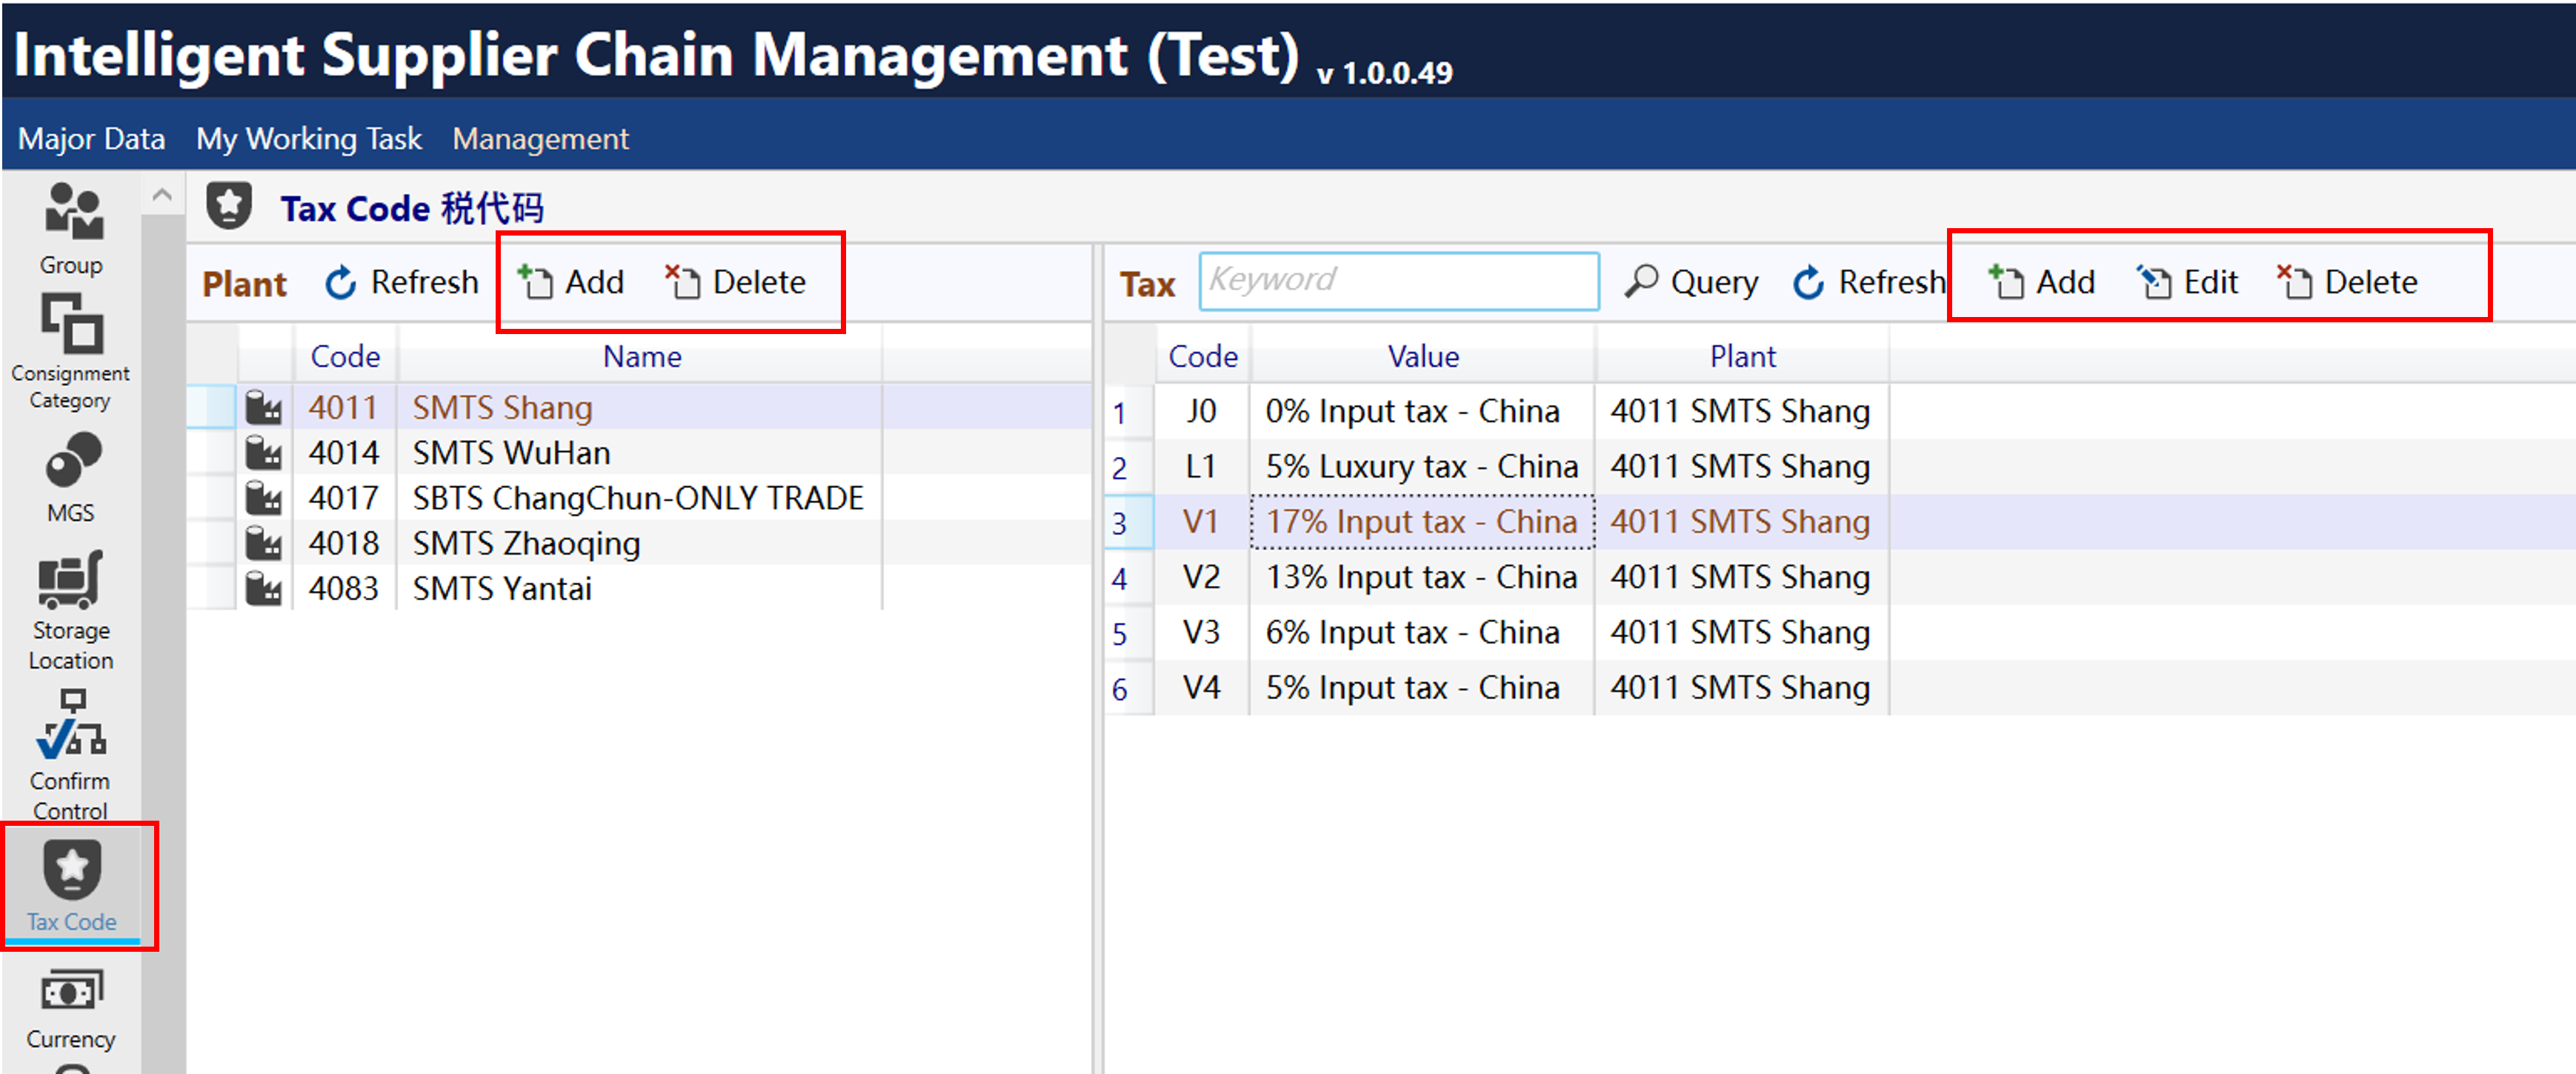 Intelligent Supplier Chain Management (Test) v 1.0.0.49
Major Data My Working Task Management
Group
Consignment
Category
MGS
Storage
Location
Confirm
Control
Tax Code
Currency
Tax Code 税代码
Plant Refresh Add Delete
Code Name
4011 SMTS Shang
4014 SMTS WuHan
4017 SBTS ChangChun-ONLY TRADE
4018 SMTS Zhaoqing
4083 SMTS Yantai
Tax Keyword Query Refresh Add Edit Delete
Code Value Plant
1 J0 0% Input tax - China 4011 SMTS Shang
2 L1 5% Luxury tax - China 4011 SMTS Shang
3 V1 17% Input tax - China 4011 SMTS Shang
4 V2 13% Input tax - China 4011 SMTS Shang
5 V3 6% Input tax - China 4011 SMTS Shang
6 V4 5% Input tax - China 4011 SMTS Shang